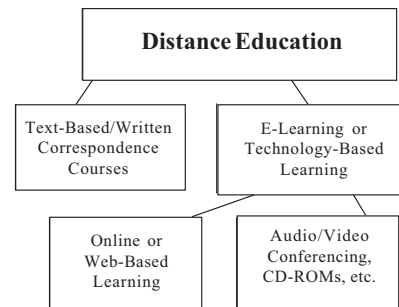 Distance Education
Text-Based/Written
Correspondence
Courses
E-Learning or
Technology-Based
Learning
Online or
Web-Based
Learning
Audio/Video
Conferencing,
CD-ROMs, etc.